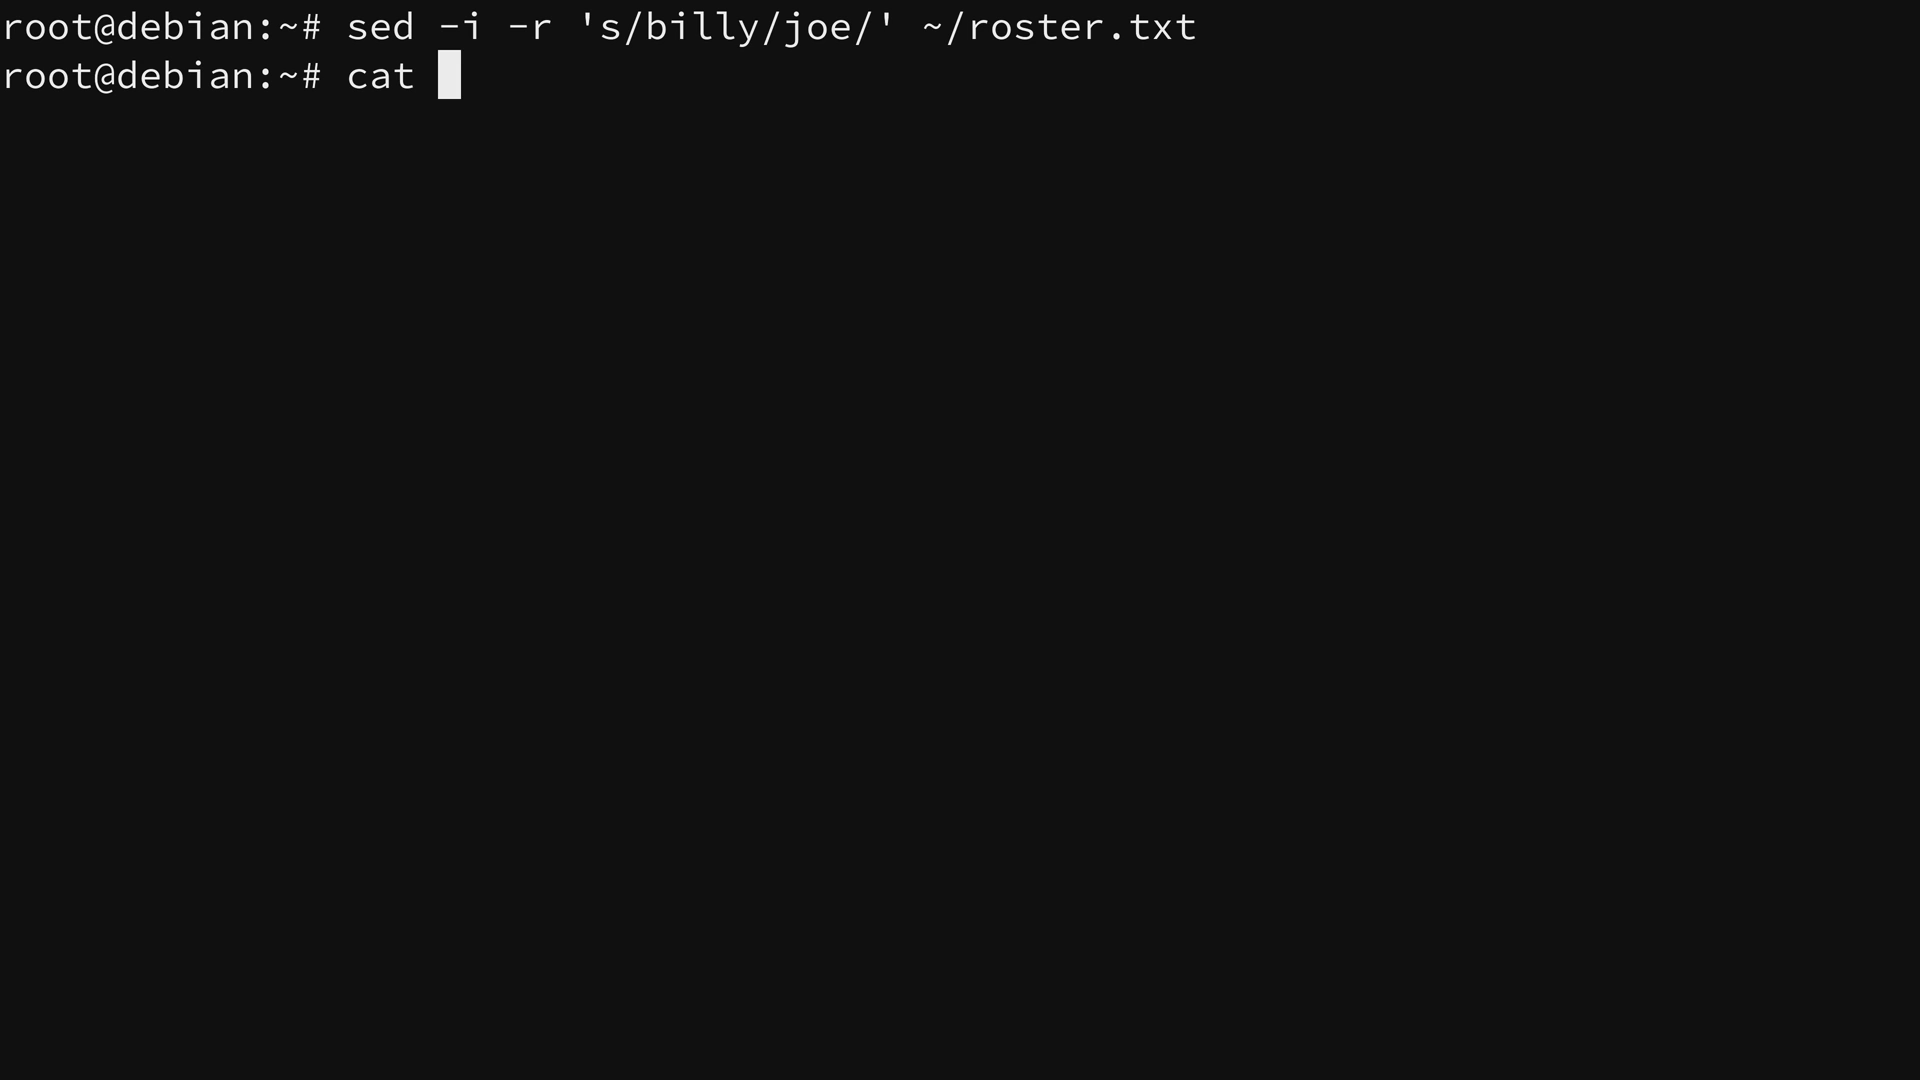 root@debian:~# sed -i -r 's/billy/joe/' ~/roster.txt
root@debian:~# cat